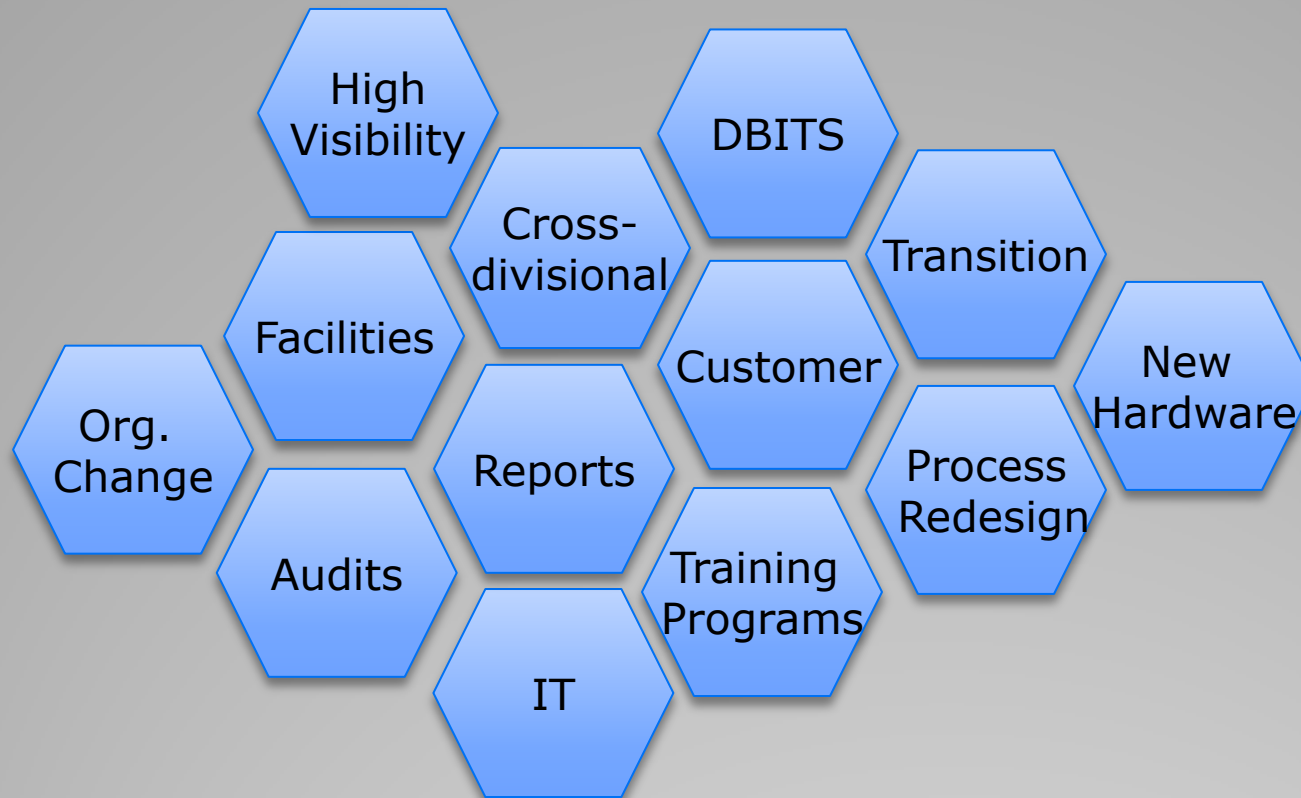 High
Visibility
DBITS
Cross-
divisional
Transition
Facilities
Customer
New
Hardware
Org.
Change
Reports
Process
Redesign
Audits
Training
Programs
IT